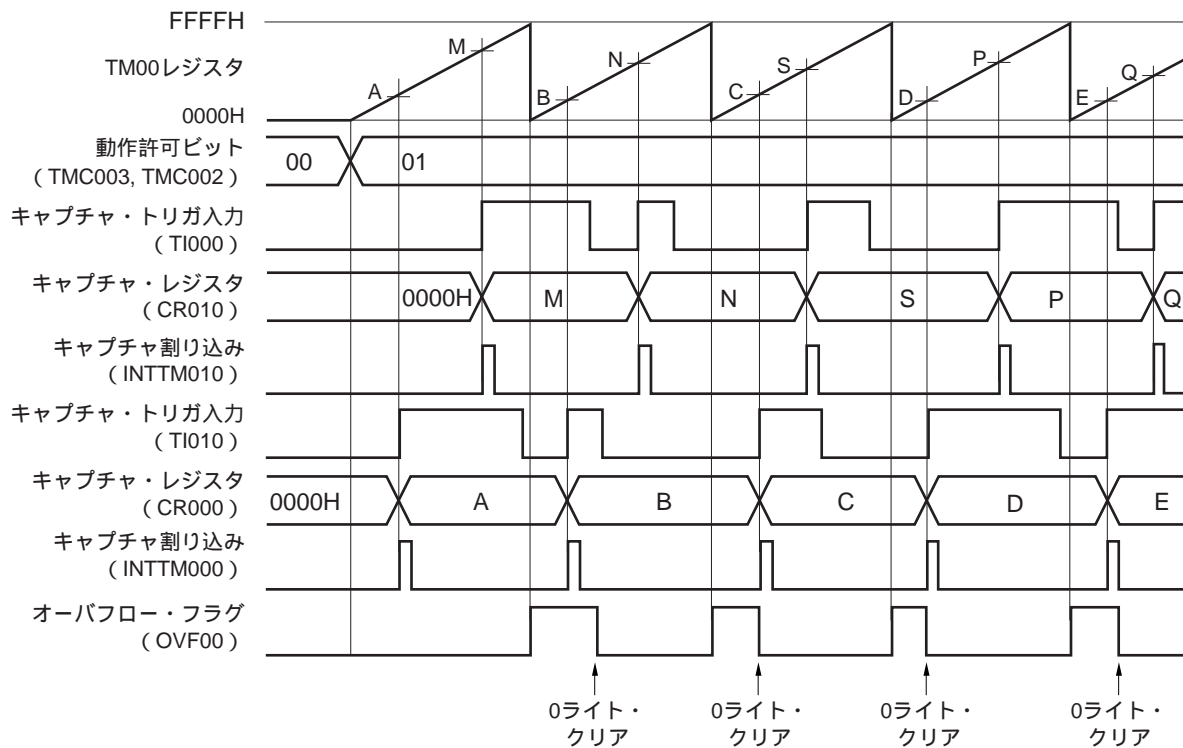 FFFFH
TM00レジスタ
0000H
A M B N C S D P E Q
動作許可ビット
（TMC003, TMC002）
00 01
キャプチャ・トリガ入力
（TI000）
キャプチャ・レジスタ
（CR010）
0000H M N S P Q
キャプチャ割り込み
（INTTM010）
キャプチャ・トリガ入力
（TI010）
キャプチャ・レジスタ
（CR000）
0000H A B C D E
キャプチャ割り込み
（INTTM000）
オーバフロー・フラグ
（OVF00）
0ライト・ 0ライト・ 0ライト・ 0ライト・
クリア クリア クリア クリア